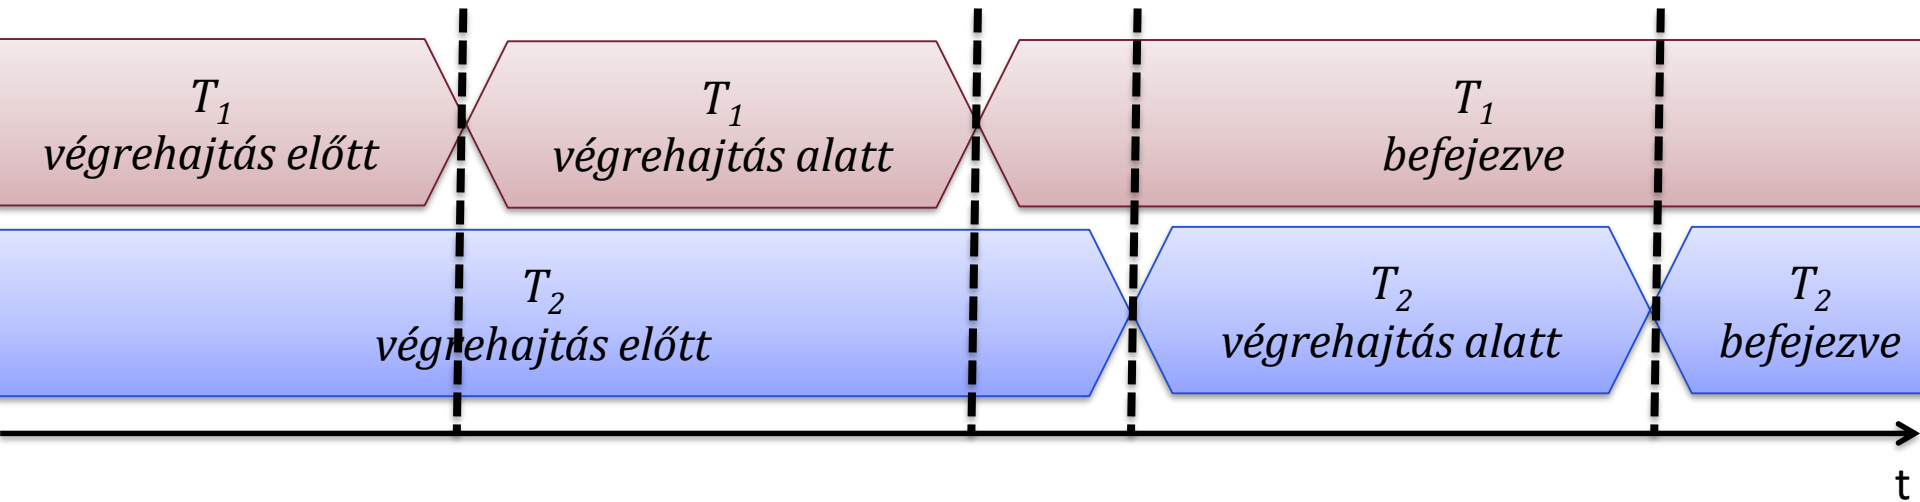 T₁
végrehajtás előtt
T₁
végrehajtás alatt
T₁
befejezve
T₂
végrehajtás előtt
T₂
végrehajtás alatt
T₂
befejezve
t